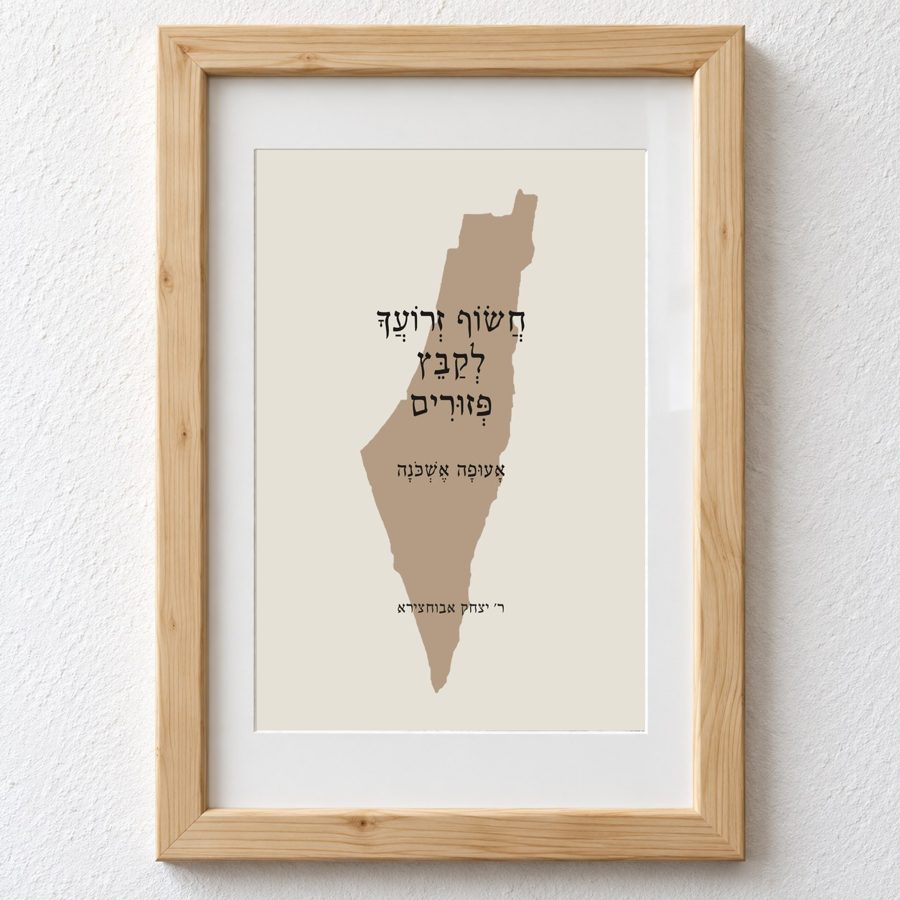 חֲשׂוֹף זְרוֹעֲךָ
לְקַבֵּץ
פְּזוּרִים
אָעוּפָה אֶשְׁכֹּנָה
ר׳ יצחק אבוחצירא